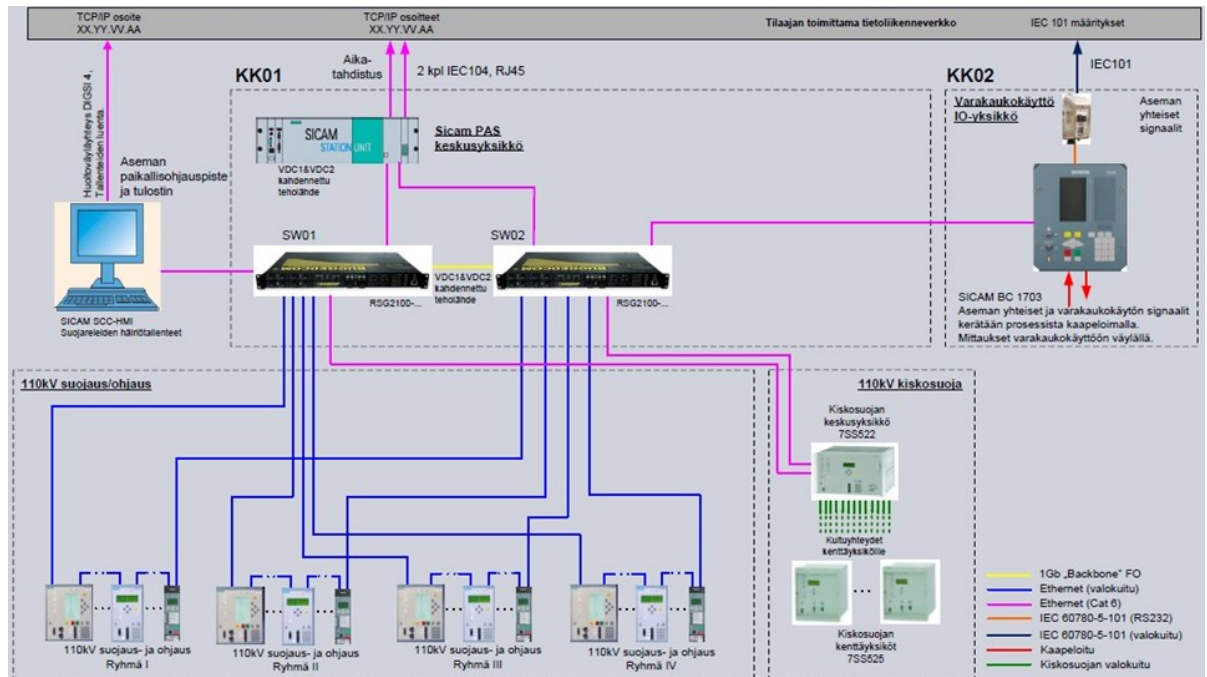 TCP/IP osoite
XX.YY.VV.AA
TCP/IP osoitteet
XX.YY.VV.AA
Tilaajan toimittama tietoliikenneverkko
IEC 101 määritykset
Huoltoväyläyhteys DIGSI 4,
Tallenteiden luenta.
Aika-
tahdistus
2 kpl IEC104, RJ45
IEC101
KK01
KK02
SICAM
STATION UNIT
Sicam PAS
keskusyksikkö
VDC1&VDC2
kahdennettu
teholähde
Varakaukokäyttö
IO-yksikkö
Aseman
yhteiset
signaalit
Aseman
paikallisohjauspiste
ja tulostin
SW01
SW02
VDC1&VDC2
kahdennettu
teholähde
RSG2100-...
RSG2100-...
SICAM SCC-HMI
Suojareleiden häiriötallenteet
SICAM BC 1703
Aseman yhteiset ja varakaukokäytön signaalit
kerätään prosessista kaapeloimalla.
Mittaukset varakaukokäyttöön väylällä.
110kV suojaus/ohjaus
110kV kiskosuoja
Kiskosuojan
keskusyksikkö
7SS522
Kuituyhteydet
kenttäyksiköille
Kiskosuojan
kenttäyksiköt
7SS525
110kV suojaus- ja ohjaus
Ryhmä I
110kV suojaus- ja ohjaus
Ryhmä II
110kV suojaus- ja ohjaus
Ryhmä III
110kV suojaus- ja ohjaus
Ryhmä IV
1Gb „Backbone" FO
Ethernet (valokuitu)
Ethernet (Cat 6)
IEC 60780-5-101 (RS232)
IEC 60780-5-101 (valokuitu)
Kaapeloitu
Kiskosuojan valokuitu